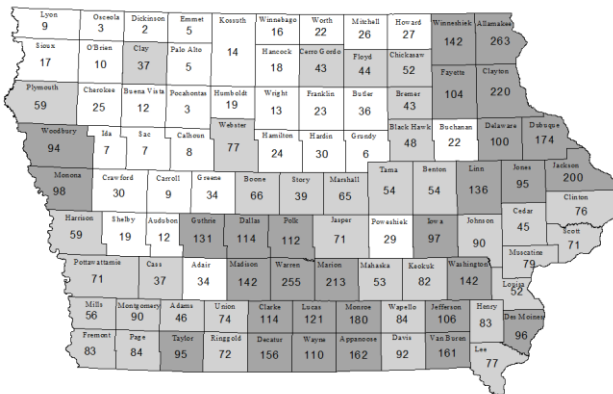 Lyon
9
Osceola
3
Dickinson
2
Emmet
5
Kossuth
14
Winnebago
16
Worth
22
Mitchell
26
Howard
27
Winneshiek
142
Allamakee
263
Sioux
17
O'Brien
10
Clay
37
Palo Alto
5
Hancock
18
Cerro Gordo
43
Floyd
44
Chickasaw
52
Fayette
104
Clayton
220
Plymouth
59
Cherokee
25
Buena Vista
12
Pocahontas
3
Humboldt
19
Wright
13
Franklin
23
Butler
36
Bremer
43
Woodbury
94
Ida
7
Sac
7
Calhoun
8
Webster
77
Hamilton
24
Hardin
30
Grundy
6
Black Hawk
48
Buchanan
22
Delaware
100
Dubuque
174
Monona
98
Crawford
30
Carroll
9
Greene
34
Boone
66
Story
39
Marshall
65
Tama
54
Benton
54
Linn
136
Jones
95
Jackson
200
Clinton
76
Harrison
59
Shelby
19
Audubon
12
Guthrie
131
Dallas
114
Polk
112
Jasper
71
Poweshiek
29
Iowa
97
Johnson
90
Cedar
45
Scott
71
Muscatine
79
Pottawattamie
71
Cass
37
Adair
34
Madison
142
Warren
255
Marion
213
Mahaska
53
Keokuk
82
Washington
142
Louisa
52
Mills
56
Montgomery
90
Adams
46
Union
74
Clarke
114
Lucas
121
Monroe
180
Wapello
84
Jefferson
106
Henry
83
Des Moines
96
Fremont
83
Page
84
Taylor
95
Ringgold
72
Decatur
156
Wayne
110
Appanoose
162
Davis
92
Van Buren
161
Lee
77